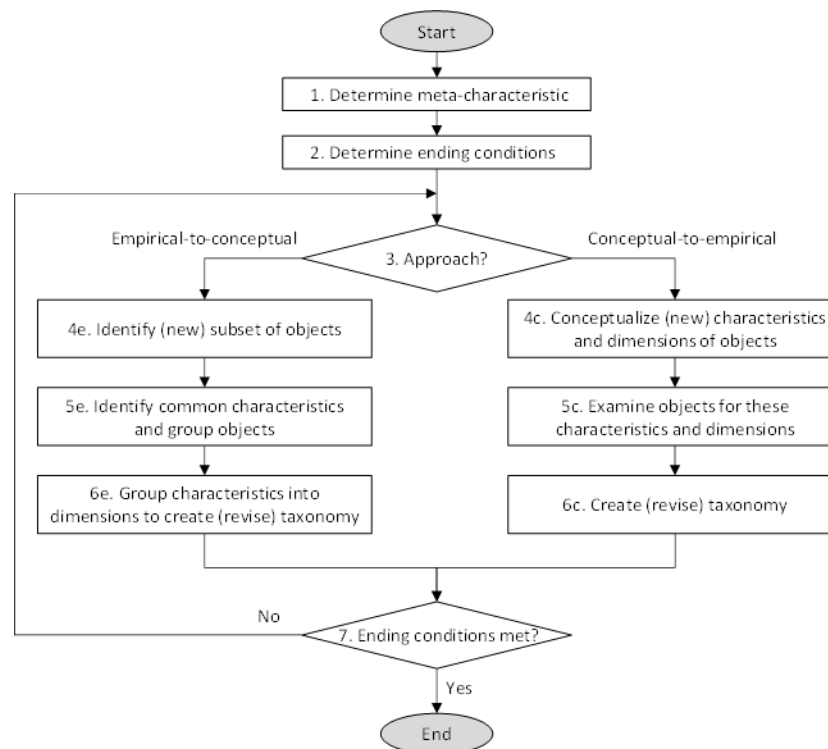 Start
1. Determine meta-characteristic
2. Determine ending conditions
Empirical-to-conceptual
Conceptual-to-empirical
3. Approach?
4e. Identify (new) subset of objects
4c. Conceptualize (new) characteristics
and dimensions of objects
5e. Identify common characteristics
and group objects
5c. Examine objects for these
characteristics and dimensions
6e. Group characteristics into
dimensions to create (revise) taxonomy
6c. Create (revise) taxonomy
No
7. Ending conditions met?
Yes
End